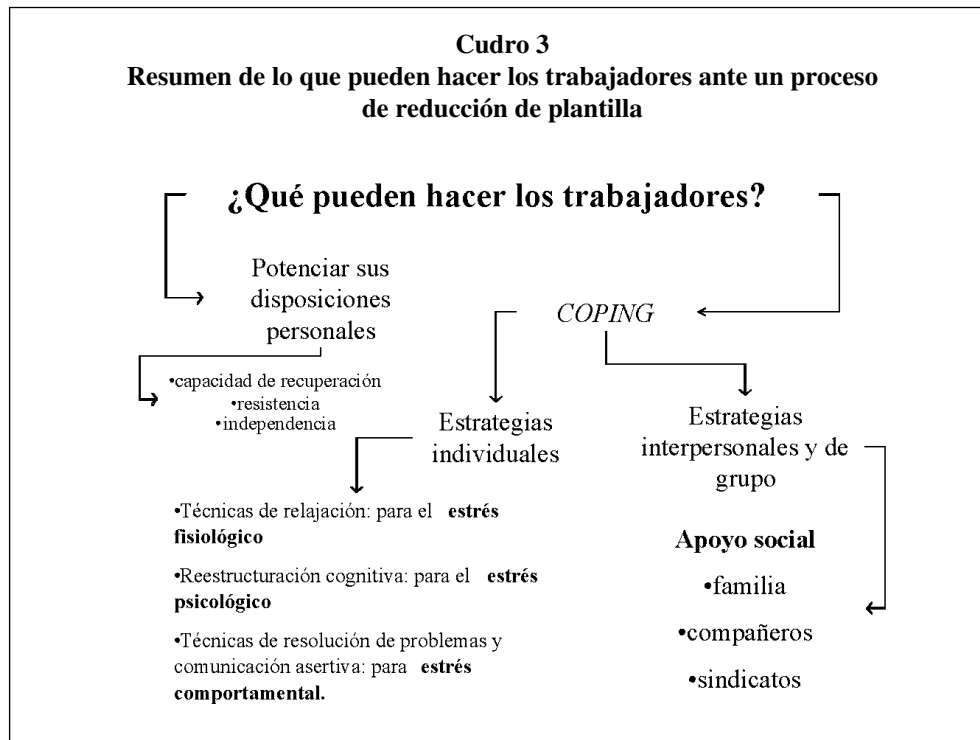 Cudro 3
Resumen de lo que pueden hacer los trabajadores ante un proceso
de reducción de plantilla
¿Qué pueden hacer los trabajadores?
Potenciar sus
disposiciones
personales
•capacidad de recuperación
•resistencia
•independencia
COPING
Estrategias
individuales
•Técnicas de relajación: para el estrés
fisiológico
•Reestructuración cognitiva: para el estrés
psicológico
•Técnicas de resolución de problemas y
comunicación asertiva: para estrés
comportamental.
Estrategias
interpersonales y de
grupo
Apoyo social
•familia
•compañeros
•sindicatos